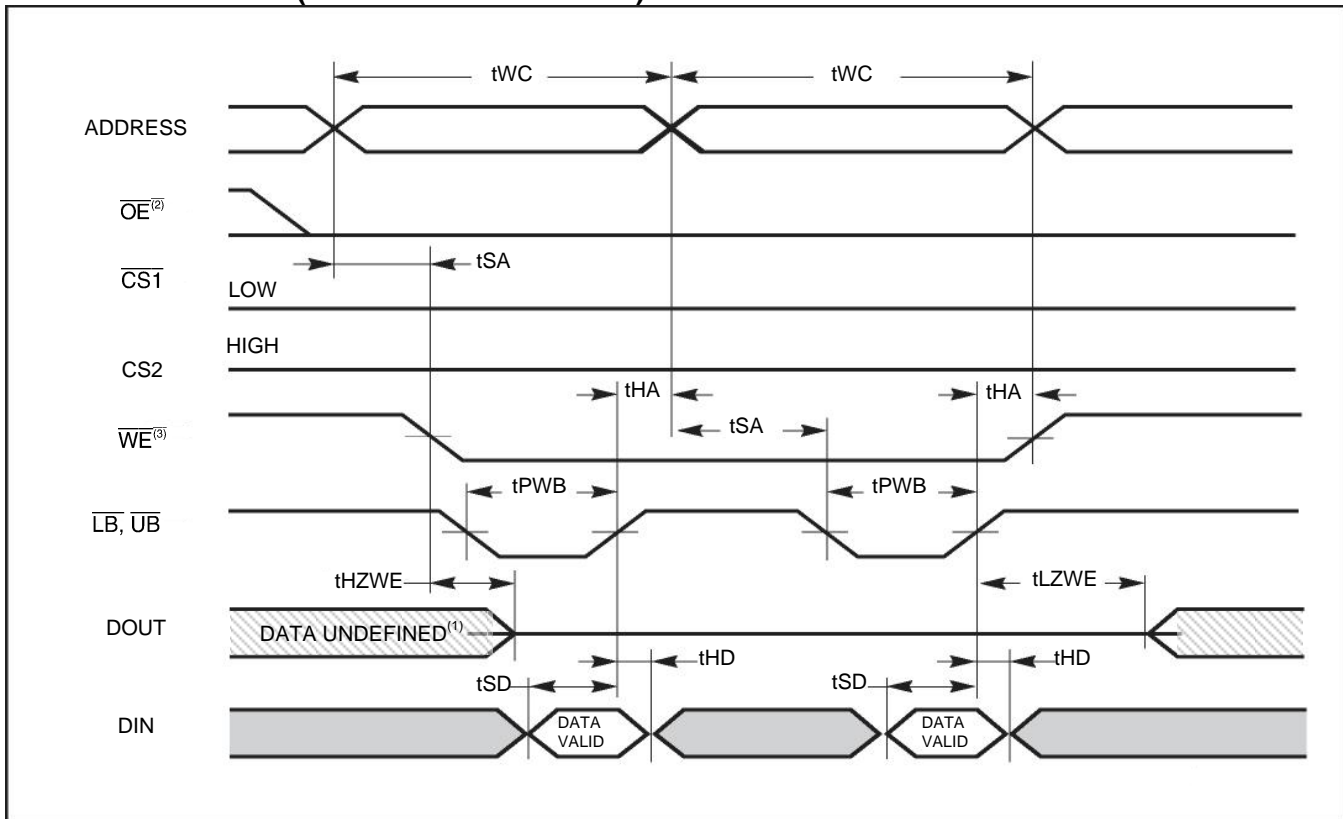 (
)
tWC
tWC
ADDRESS
OE(2)
tSA
CS1
LOW
HIGH
CS2
tHA
tHA
tSA
WE(3)
tPWB
tPWB
LB, UB
tHZWE
tLZWE
DOUT
DATA UNDEFINED(1)
tHD
tHD
tSD
tSD
DIN
DATA
VALID
DATA
VALID